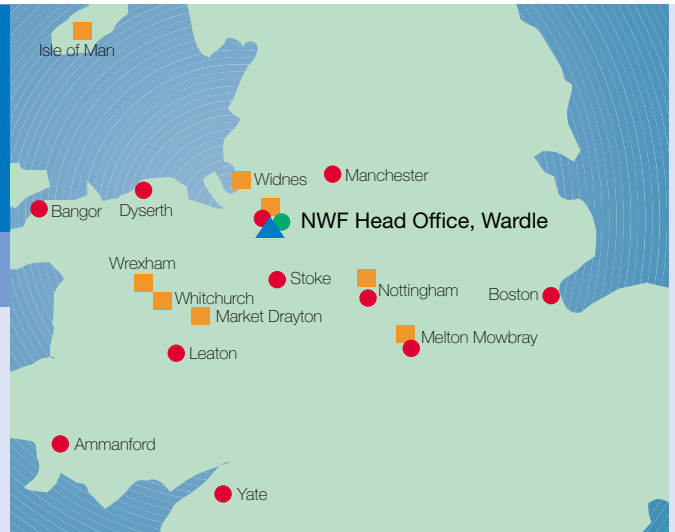 Isle of Man
Widnes
Manchester
Bangor
Dyserth
NWF Head Office, Wardle
Wrexham
Stoke
Whitchurch
Nottingham
Boston
Market Drayton
Melton Mowbray
Leaton
Ammanford
Yate